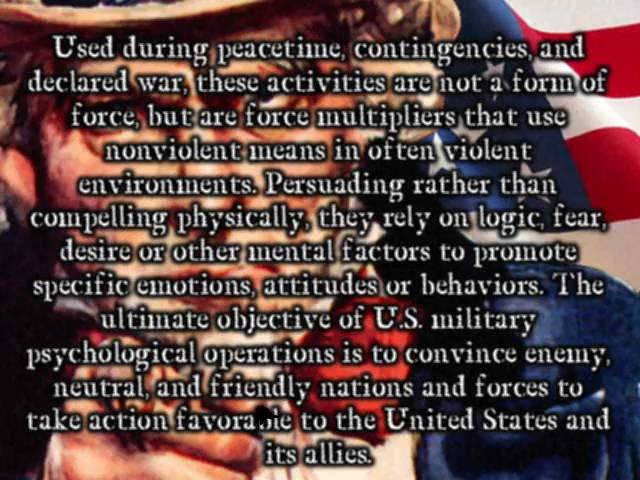 Used during peacetime, contingencies, and
declared war, these activities are not a form of
force, but are force multipliers that use
nonviolent means in often violent
environments. Persuading rather than
compelling physically, they rely on logic, fear,
desire or other mental factors to promote
specific emotions, attitudes or behaviors. The
ultimate objective of U.S. military
psychological operations is to convince enemy,
neutral, and friendly nations and forces to
take action favorable to the United States and
its allies.